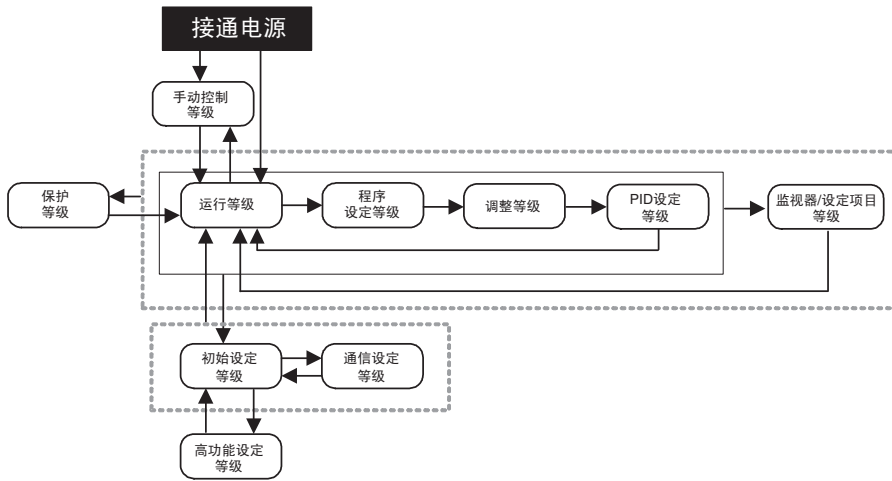 接通电源
手动控制
等级
保护
等级
运行等级
程序
设定等级
调整等级
PID设定
等级
监视器/设定项目
等级
初始设定
等级
通信设定
等级
高功能设定
等级